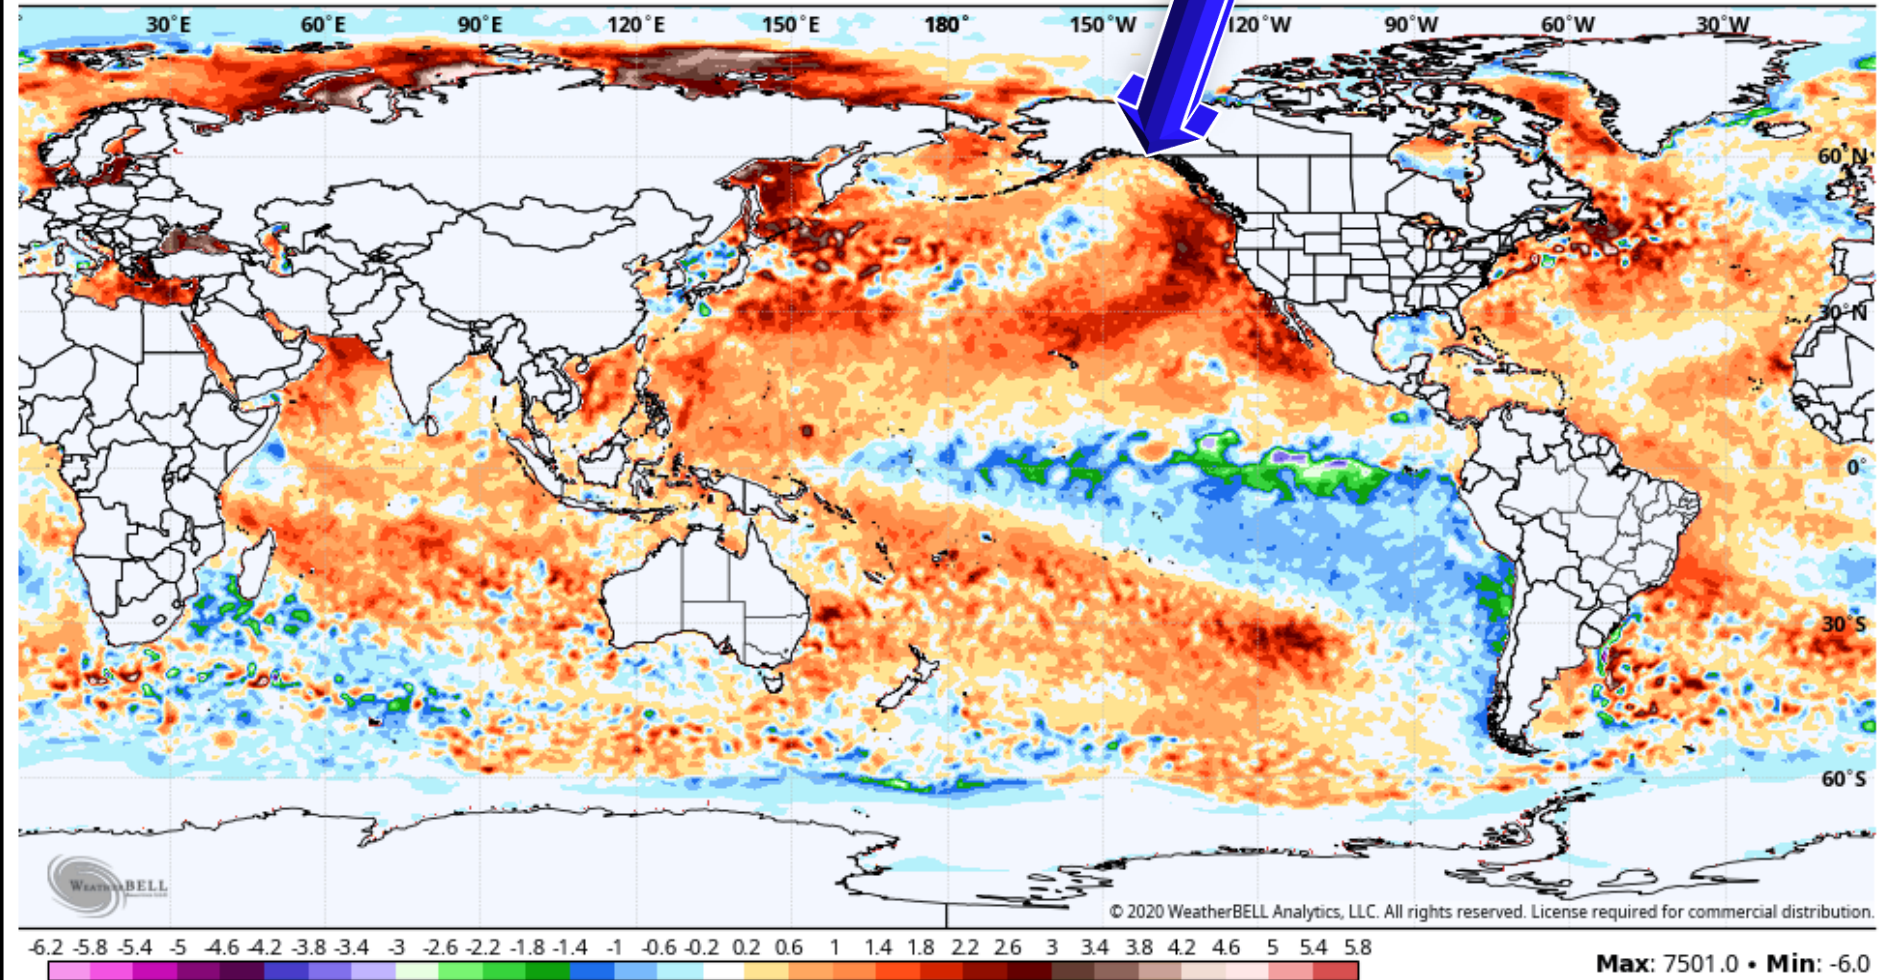 30°E 60°E 90°E 120°E 150°E 180° 150°W 120°W 90°W 60°W 30°W
60°N
30°N
0°
30°S
60°S
WEATHERBELL
© 2020 WeatherBELL Analytics, LLC. All rights reserved. License required for commercial distribution.
-6.2 -5.8 -5.4 -5 -4.6 -4.2 -3.8 -3.4 -3 -2.6 -2.2 -1.8 -1.4 -1 -0.6 -0.2 0.2 0.6 1 1.4 1.8 2.2 2.6 3 3.4 3.8 4.2 4.6 5 5.4 5.8
Max: 7501.0 • Min: -6.0